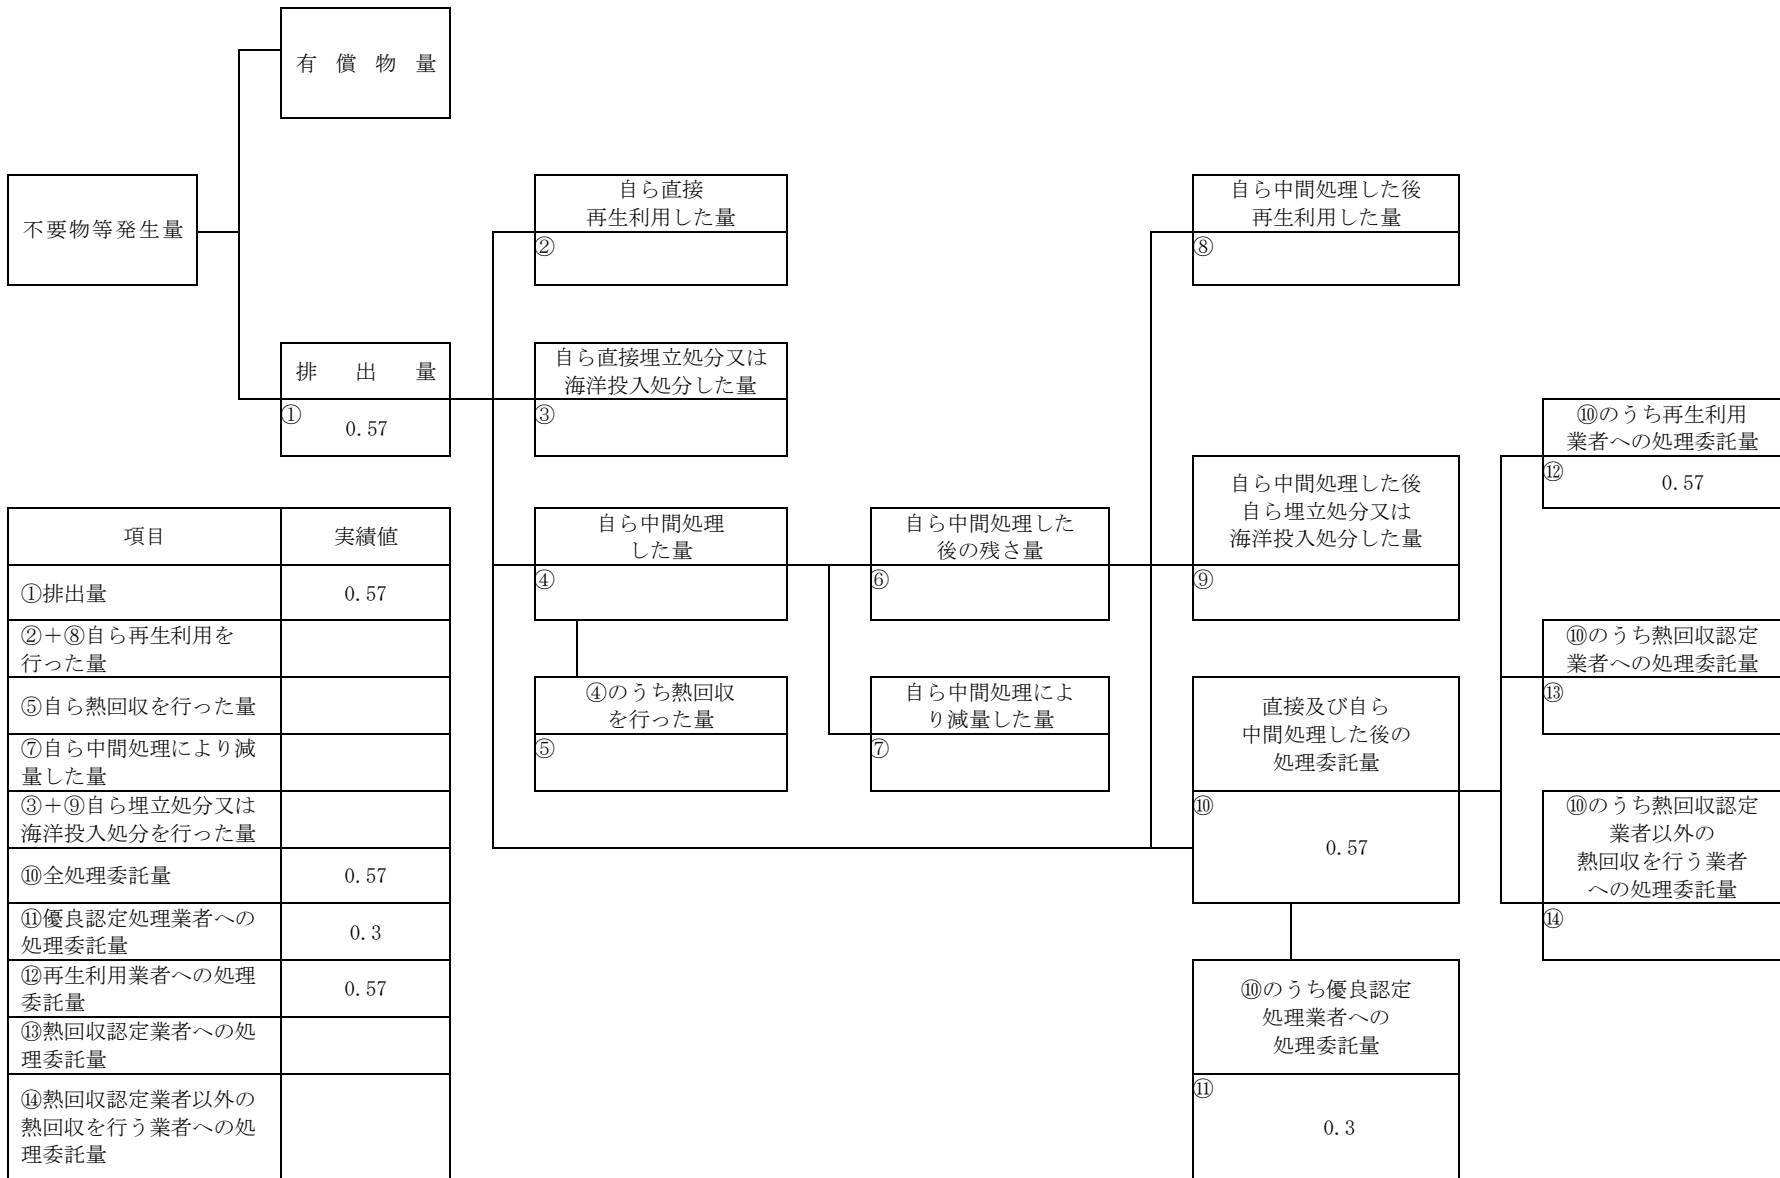 有償物量
不要物等発生量
自ら直接
再生利用した量
②
自ら中間処理した後
再生利用した量
⑧
排出量
①
0.57
自ら直接埋立処分又は
海洋投入処分した量
③
⑩のうち再生利用
業者への処理委託量
⑫
0.57
自ら中間処理
した量
④
自ら中間処理した
後の残さ量
⑥
自ら中間処理した後
自ら埋立処分又は
海洋投入処分した量
⑨
⑩のうち熱回収認定
業者への処理委託量
⑬
④のうち熱回収
を行った量
⑤
自ら中間処理によ
り減量した量
⑦
直接及び自ら
中間処理した後の
処理委託量
⑩
0.57
⑩のうち熱回収認定
業者以外の
熱回収を行う業者
への処理委託量
⑭
⑩のうち優良認定
処理業者への
処理委託量
⑪
0.3
項目
実績値
①排出量
0.57
②＋⑧自ら再生利用を
行った量
⑤自ら熱回収を行った量
⑦自ら中間処理により減
量した量
③＋⑨自ら埋立処分又は
海洋投入処分を行った量
⑩全処理委託量
0.57
⑪優良認定処理業者への
処理委託量
0.3
⑫再生利用業者への処理
委託量
0.57
⑬熱回収認定業者への処
理委託量
⑭熱回収認定業者以外の
熱回収を行う業者への処
理委託量